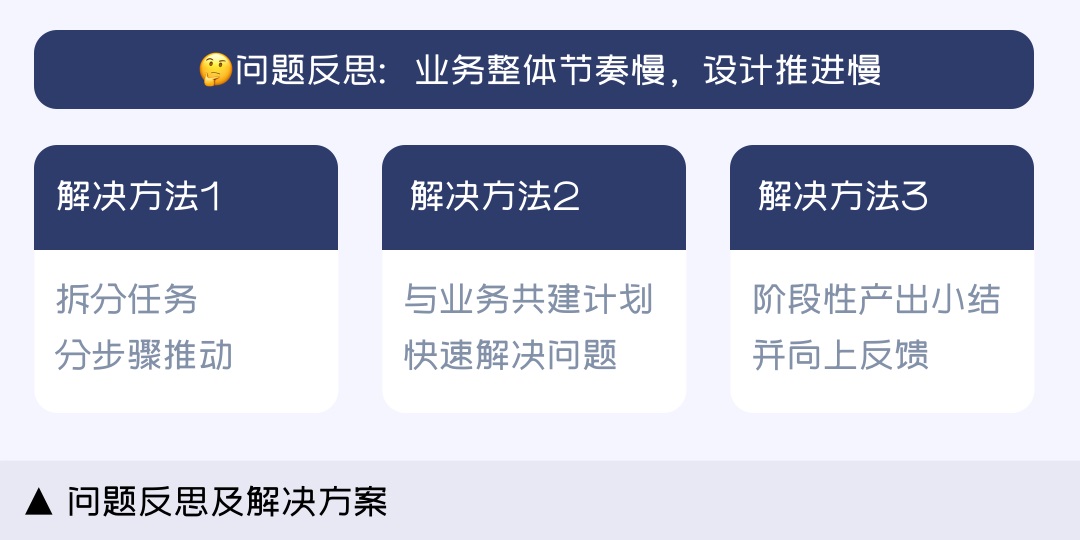 🤔问题反思：业务整体节奏慢，设计推进慢
解决方法1
拆分任务
分步骤推动
解决方法2
与业务共建计划
快速解决问题
解决方法3
阶段性产出小结
并向上反馈
▲ 问题反思及解决方案